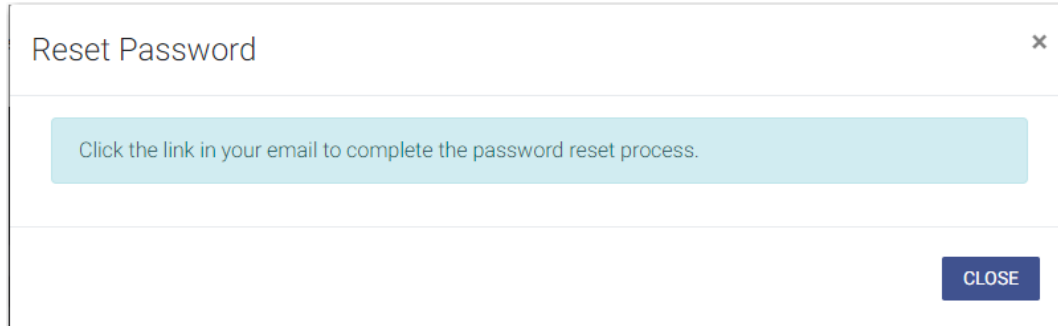 Reset Password
×
Click the link in your email to complete the password reset process.
CLOSE